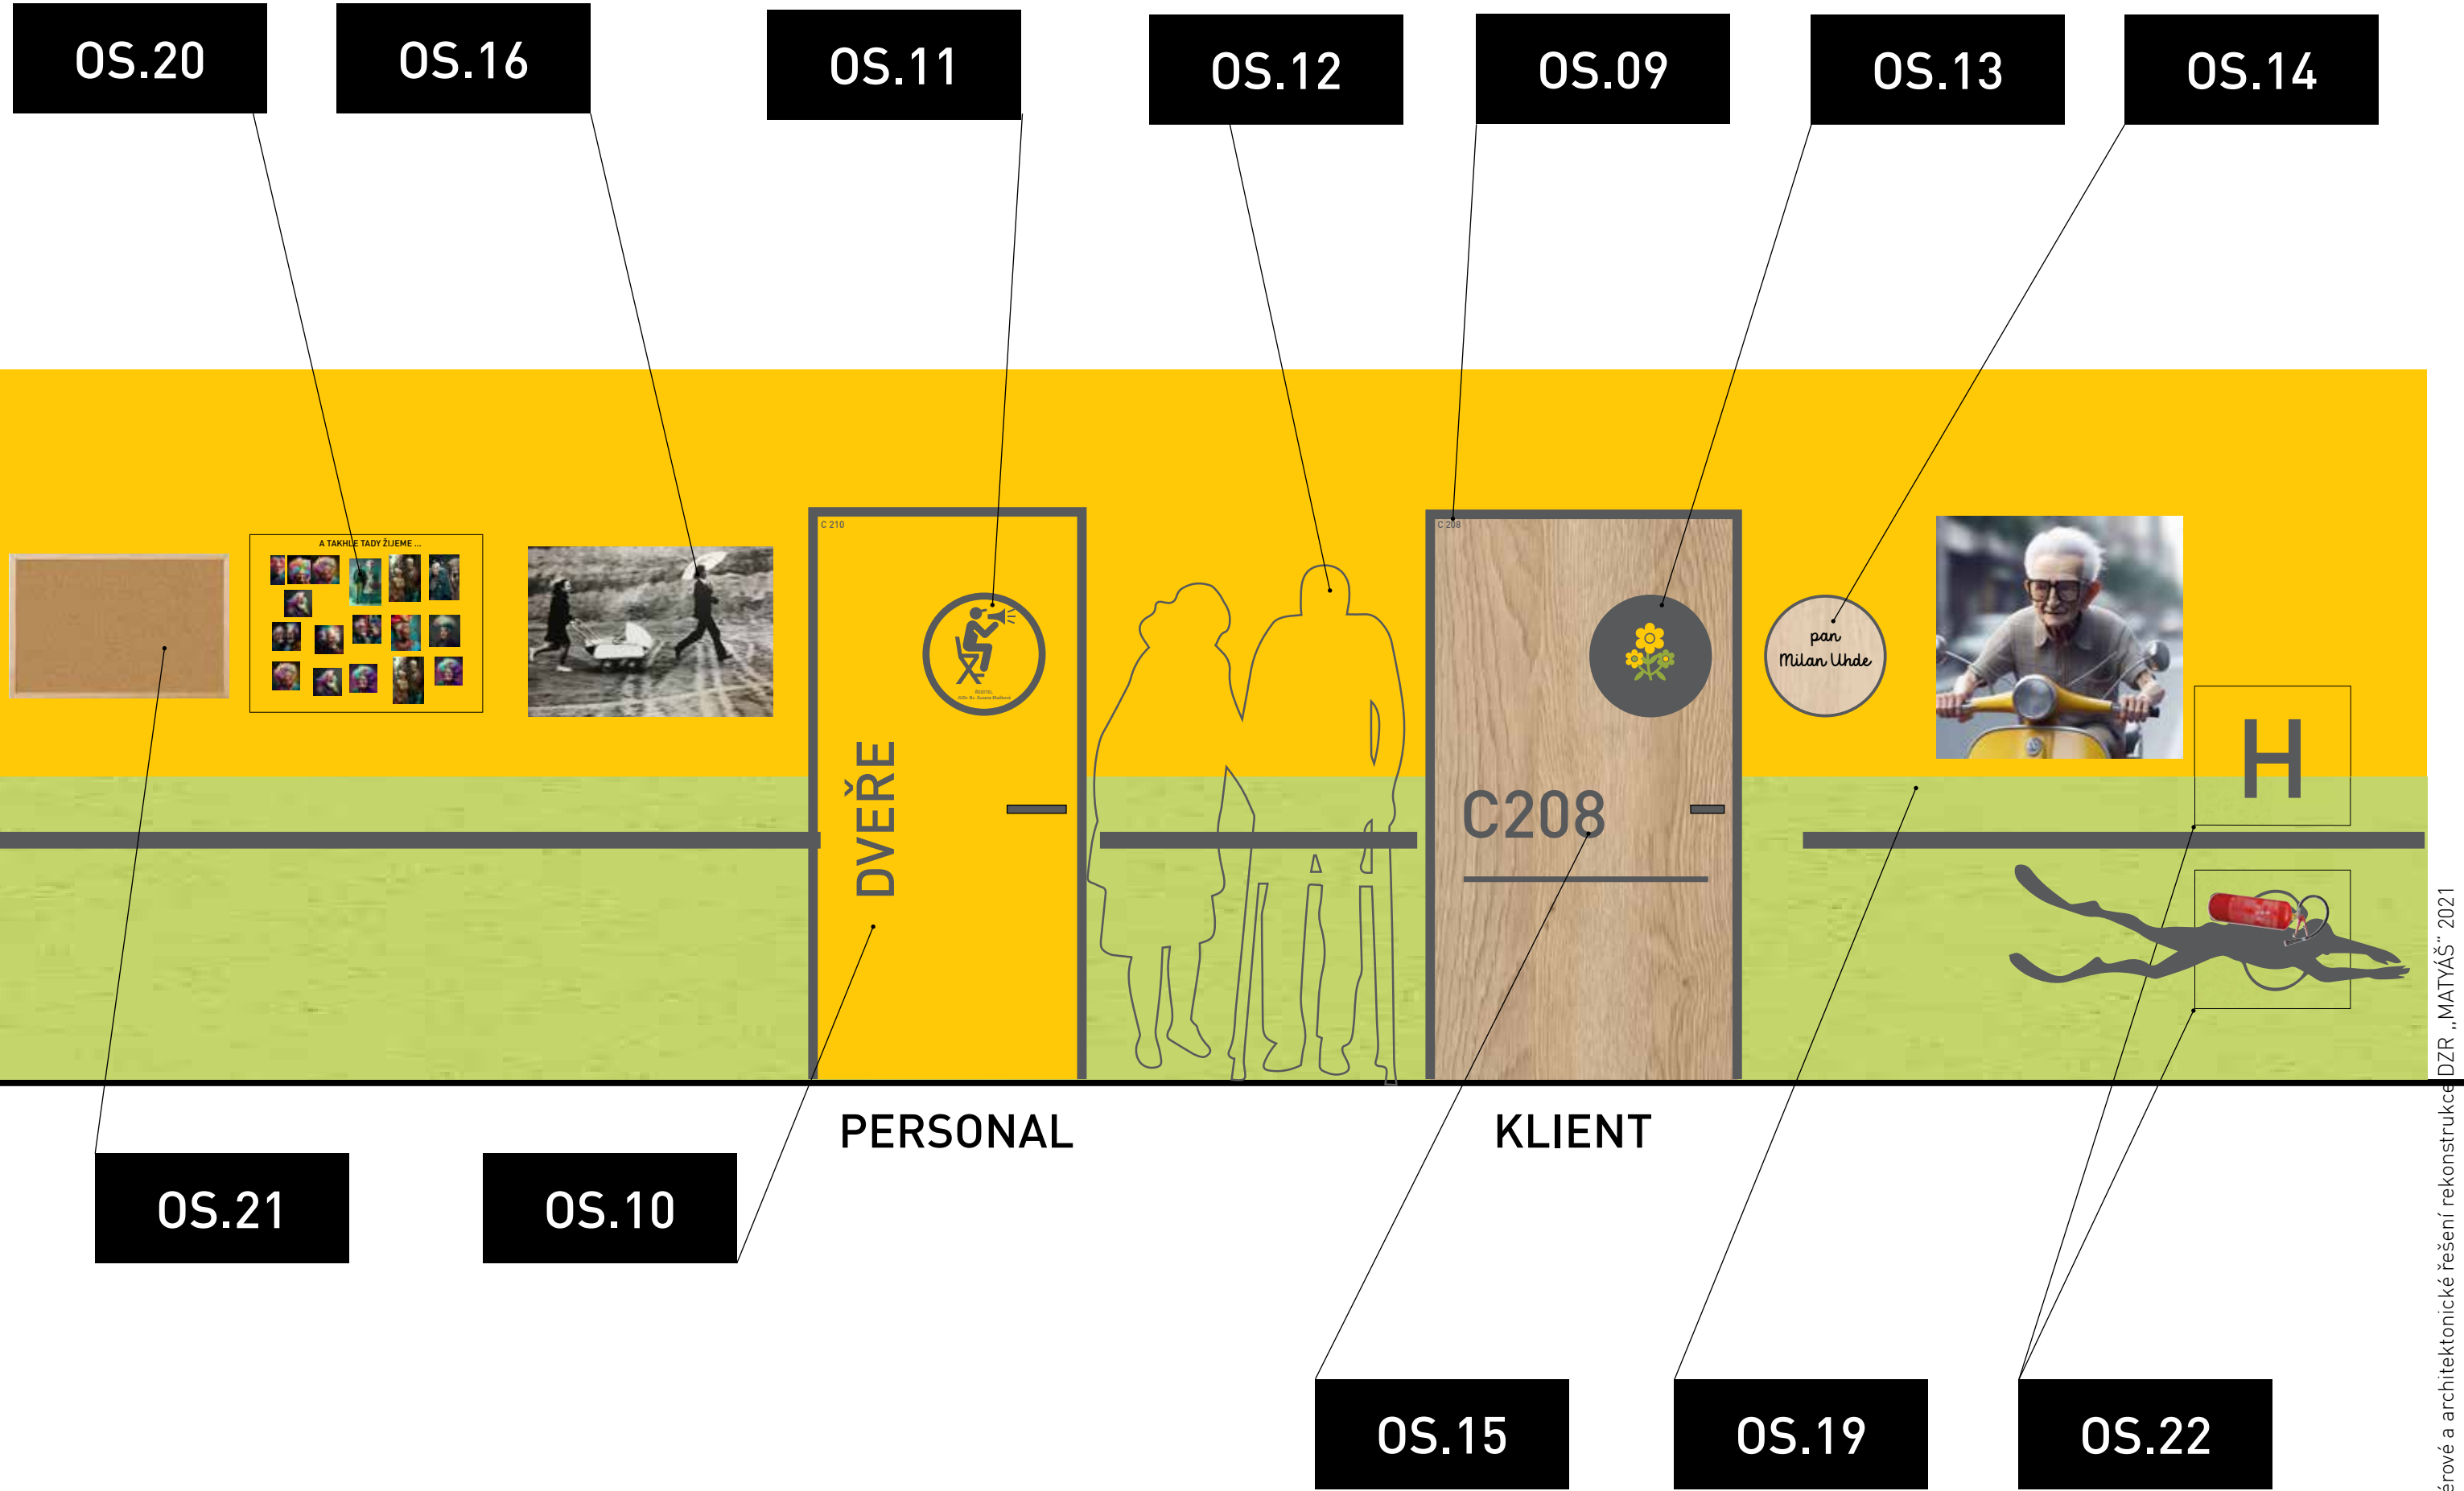 OS.20
OS.16
OS.11
OS.12
OS.09
OS.13
OS.14
C 210
C 208
A TAKHLE TADY ŽIJEME ...
pan
Milan Uhde
ŘEDITEL
DVEŘE
C208
H
PERSONAL
KLIENT
OS.21
OS.10
OS.15
OS.19
OS.22
a architektonické řešení rekonstrukce DZR ,,MATYÁŠ" 2021